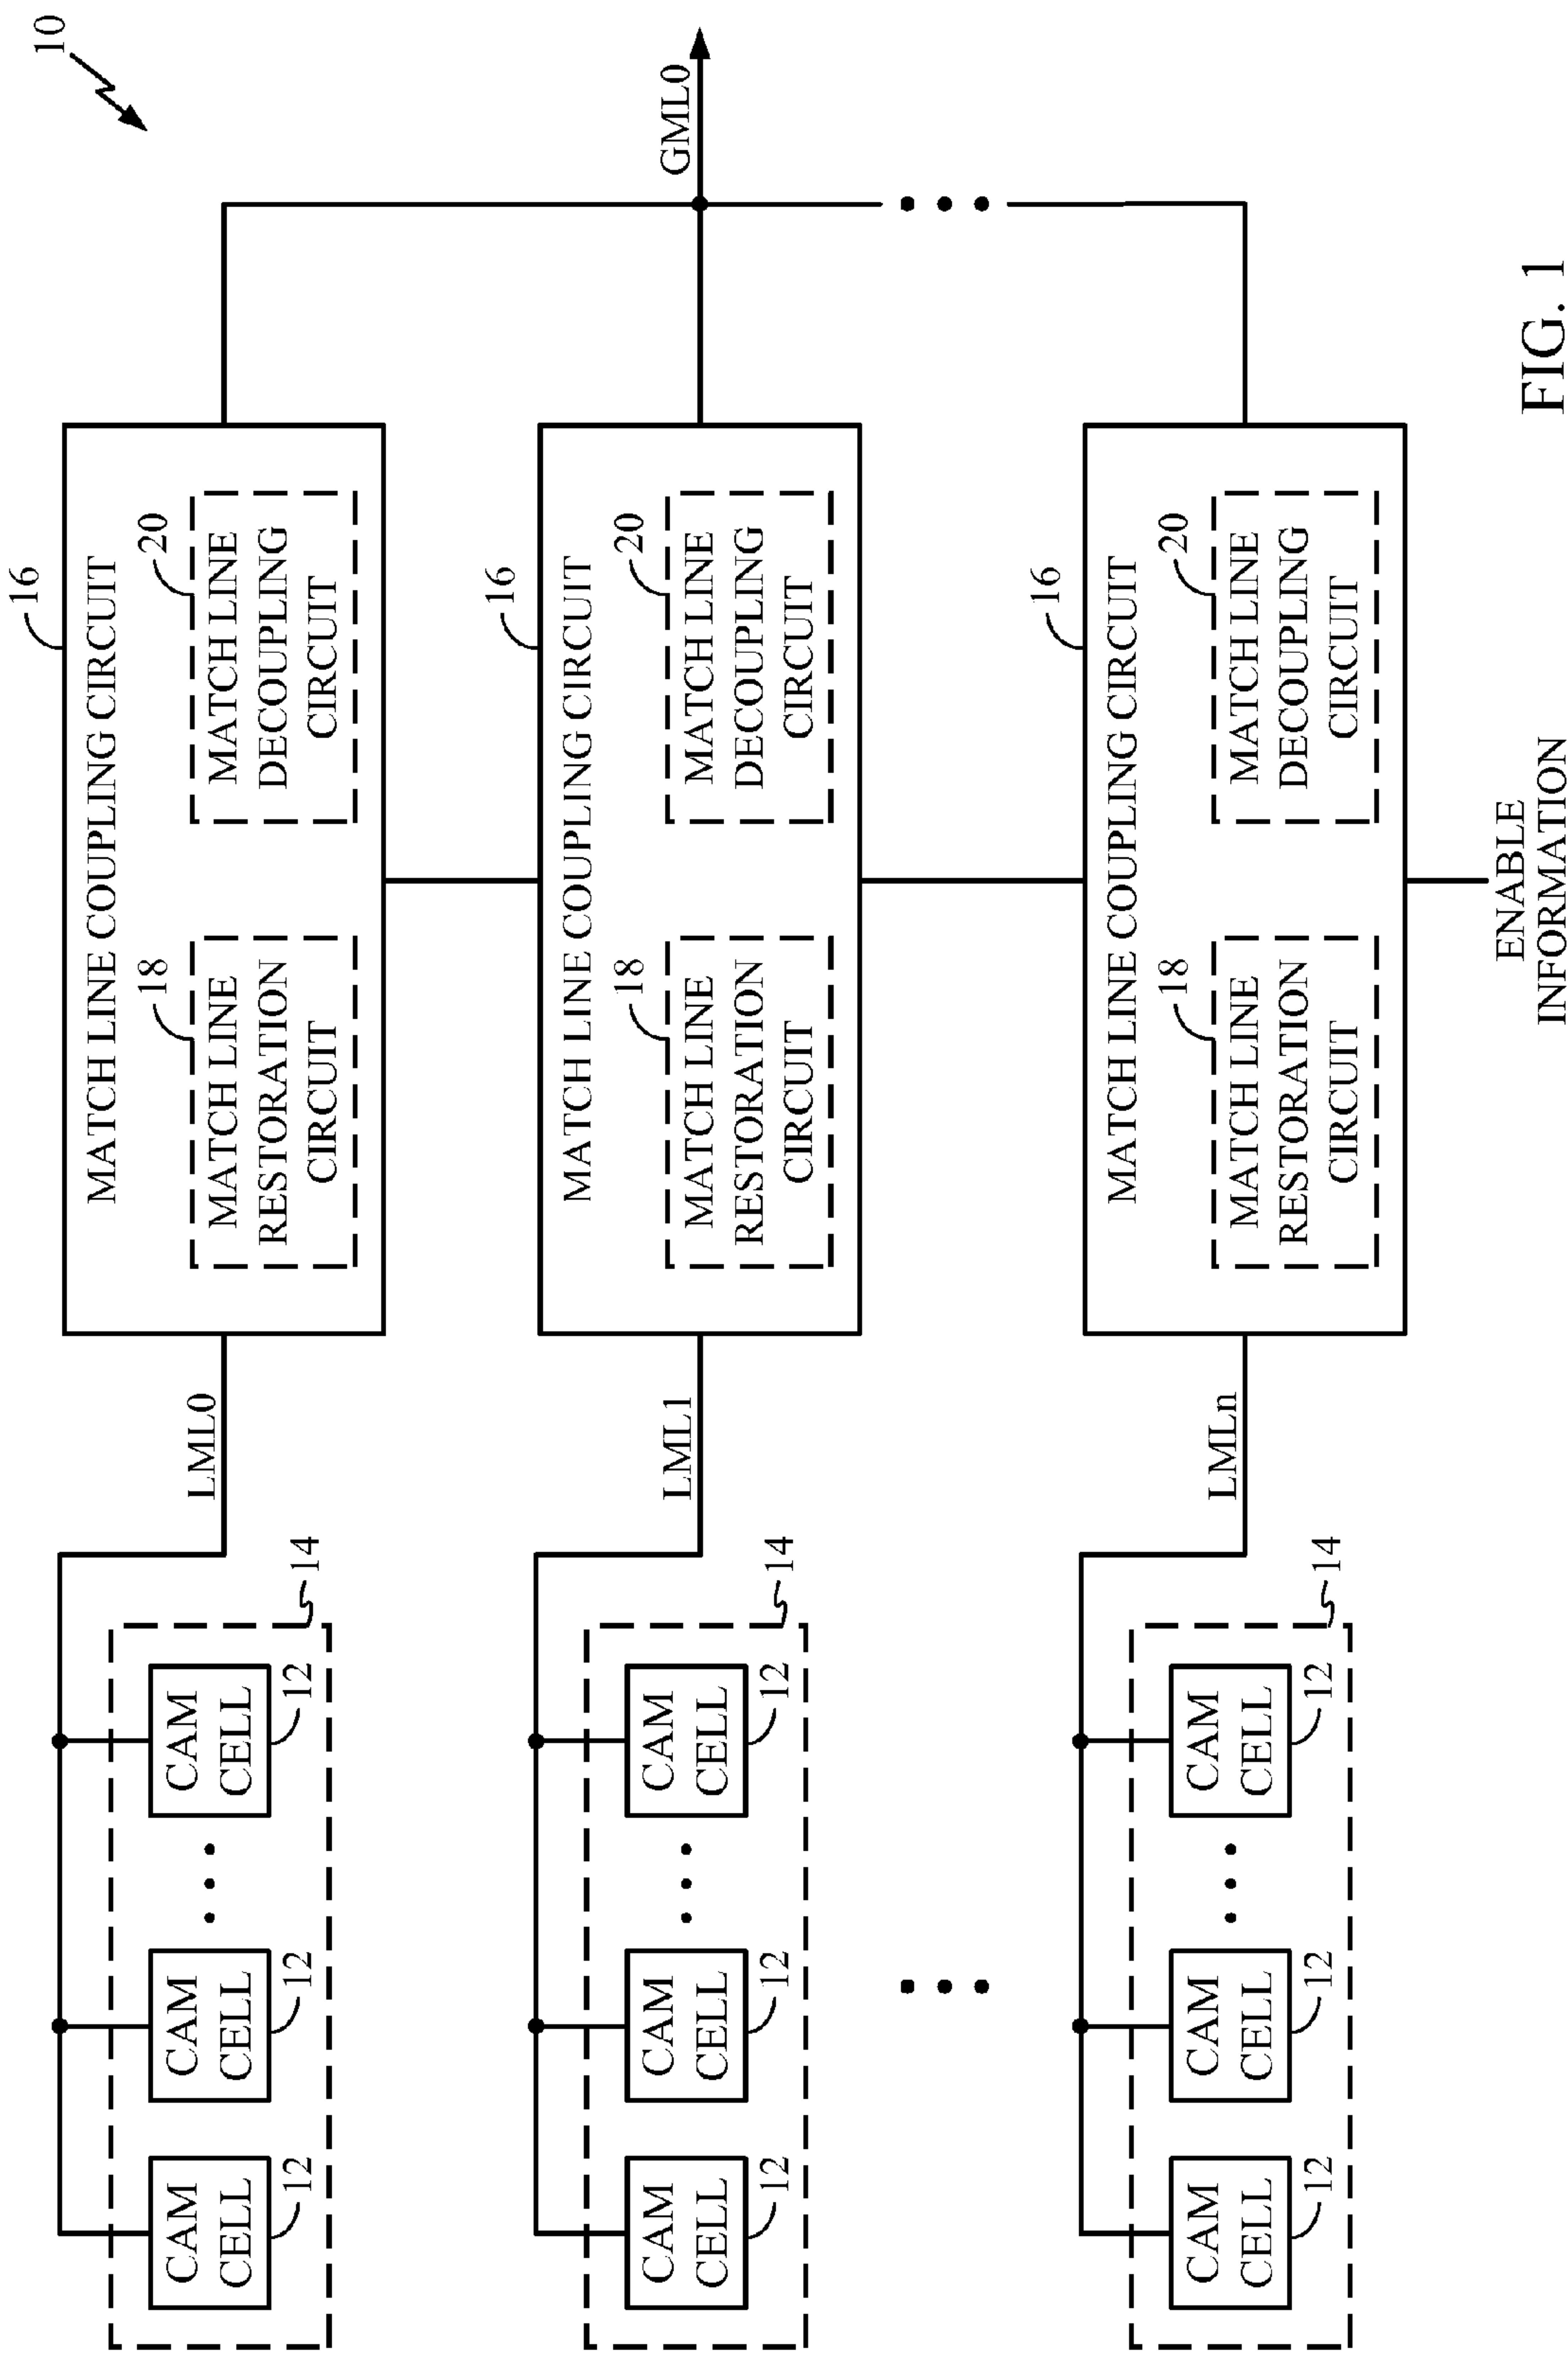 10
GML0
16
MATCH LINE COUPLING CIRCUIT
18
MATCH LINE
RESTORATION
CIRCUIT
20
MATCH LINE
DECOUPLING
CIRCUIT
LML0
14
CAM
CELL
12
CAM
CELL
12
CAM
CELL
12
16
MATCH LINE COUPLING CIRCUIT
18
MATCH LINE
RESTORATION
CIRCUIT
20
MATCH LINE
DECOUPLING
CIRCUIT
LML1
14
CAM
CELL
12
CAM
CELL
12
CAM
CELL
12
16
MATCH LINE COUPLING CIRCUIT
18
MATCH LINE
RESTORATION
CIRCUIT
20
MATCH LINE
DECOUPLING
CIRCUIT
LMLn
14
CAM
CELL
12
CAM
CELL
12
CAM
CELL
12
ENABLE
INFORMATION
FIG. 1